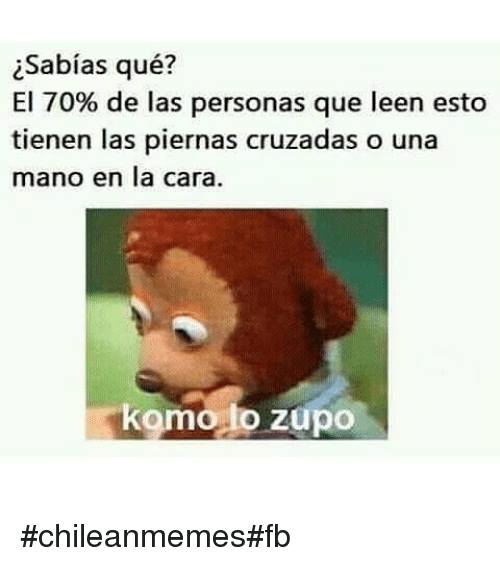 ¿Sabías qué?
El 70% de las personas que leen esto
tienen las piernas cruzadas o una
mano en la cara.
komo lo zupo
#chileanmemes#fb